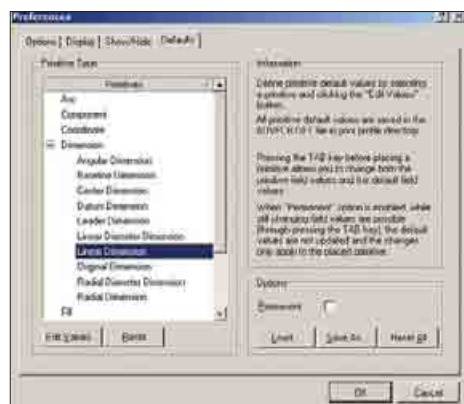 Preferences
Options Display Show/Hide Defaults
Primitive Type
Primitives
Arc
Component
Coordinate
Dimension
Angular Dimension
Baseline Dimension
Center Dimension
Datum Dimension
Leader Dimension
Linear Diameter Dimension
Linear Dimension
Original Dimension
Radial Diameter Dimension
Radial Dimension
Fill
Edit Values Reset
Information
Define primitive default values by selecting
a primitive and clicking the "Edit Values"
button.
All primitive default values are saved in the
file in your profile directory.
Pressing the TAB key before placing a
primitive allows you to change both the
primitive field values and the default field
values.
When "Permanent" option is enabled, while
still changing field values are possible
(through pressing the TAB key), the default
values are not updated and the changes
only apply to the placed primitive.
Options
Permanent
Load Save As Reset All
OK Cancel